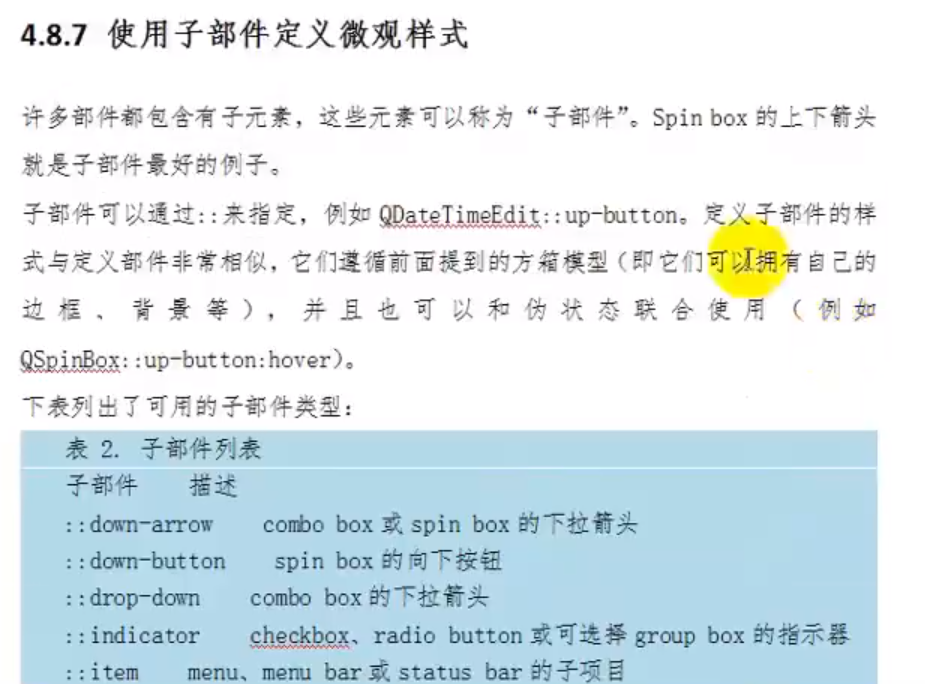 4.8.7 使用子部件定义微观样式
许多部件都包含有子元素，这些元素可以称为“子部件”。Spin box 的上下箭头
就是子部件最好的例子。
子部件可以通过::来指定，例如 QDateTimeEdit::up-button。定义子部件的样
式与定义部件非常相似，它们遵循前面提到的方箱模型（即它们可以拥有自己的
边框、背景等），并且也可以和伪状态联合使用（例如
QSpinBox::up-button:hover）。
下表列出了可用的子部件类型：
表 2. 子部件列表
子部件 描述
::down-arrow combo box 或 spin box 的下拉箭头
::down-button spin box 的向下按钮
::drop-down combo box 的下拉箭头
::indicator checkbox、radio button 或可选择 group box 的指示器
::item menu、menu bar 或 status bar 的子项目